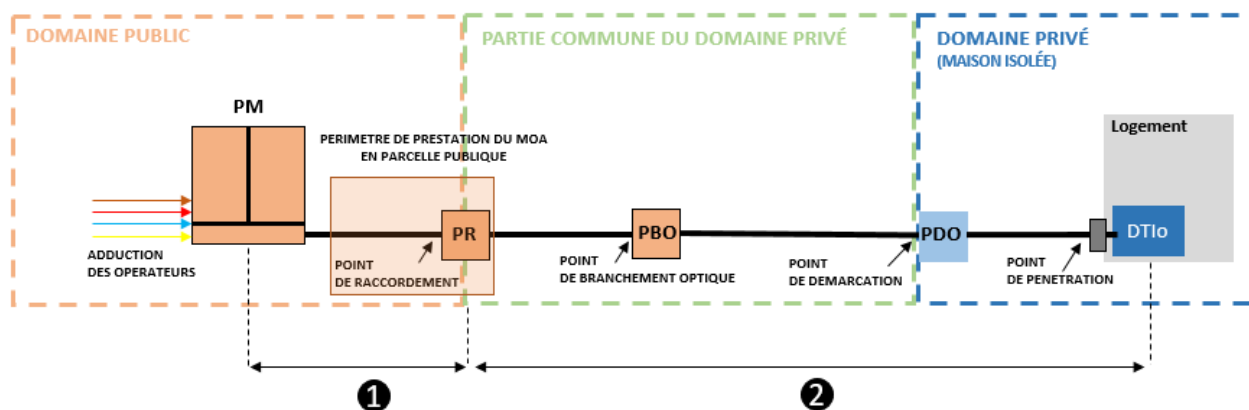 DOMAINE PUBLIC
PARTIE COMMUNE DU DOMAINE PRIVÉ
DOMAINE PRIVÉ
(MAISON ISOLÉE)
PM
PERIMETRE DE PRESTATION DU MOA
EN PARCELLE PUBLIQUE
Logement
PR
PBO
PDO
DTIo
ADDUCTION
DES OPERATEURS
POINT
DE RACCORDEMENT
POINT
DE BRANCHEMENT OPTIQUE
POINT
DE DEMARCATION
POINT
DE PENETRATION
1
2